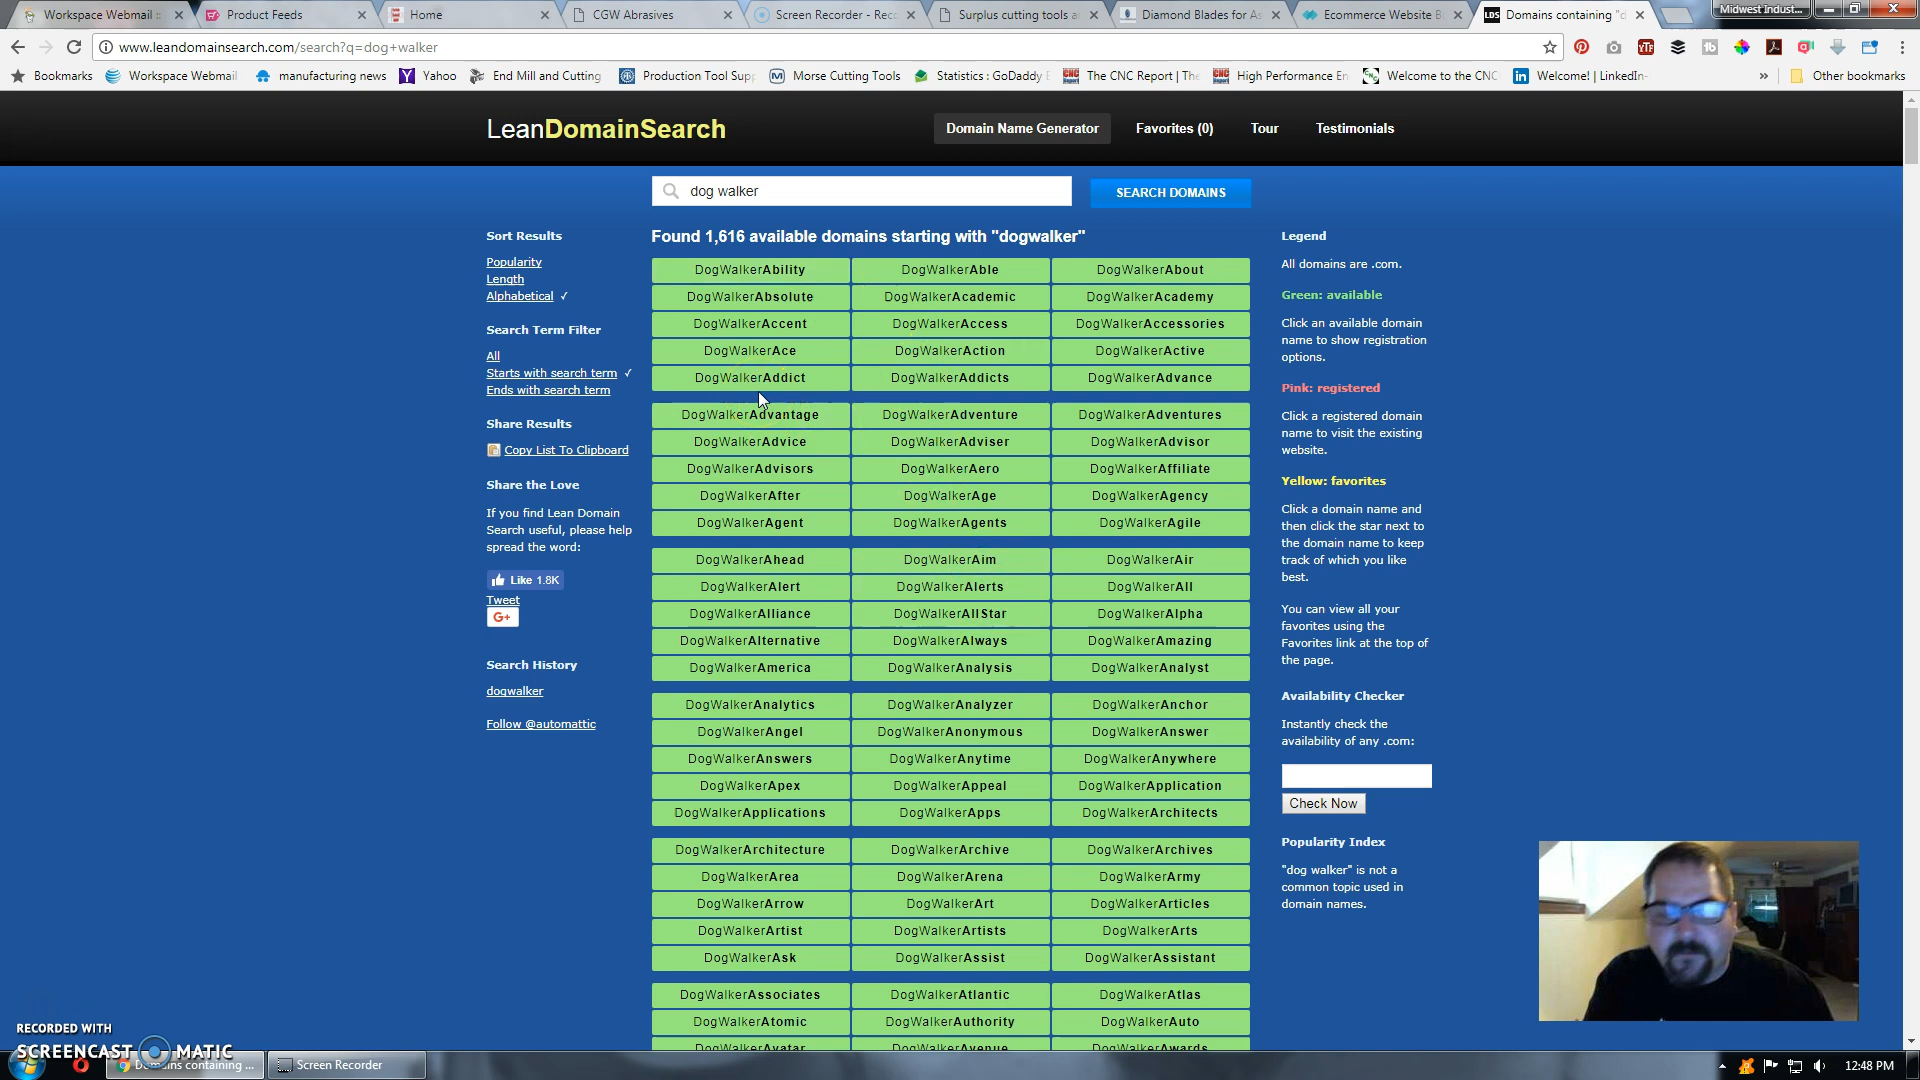 Workspace Webmail ::
Product Feeds
Home
CGW Abrasives
Screen Recorder - Reco
Surplus cutting tools a
Diamond Blades for As
Ecommerce Website B
Domains containing "d
Midwest Indust...
www.leandomainsearch.com/search?q=dog+walker
Bookmarks
Workspace Webmail
manufacturing news
Yahoo
End Mill and Cutting
Production Tool Supp
Morse Cutting Tools
Statistics : GoDaddy E
The CNC Report | The
High Performance En
Welcome to the CNC
Welcome! | LinkedIn-
» Other bookmarks
LeanDomainSearch
Domain Name Generator
Favorites (0)
Tour
Testimonials
dog walker
SEARCH DOMAINS
Sort Results
Popularity
Length
Alphabetical ✓
Search Term Filter
All
Starts with search term ✓
Ends with search term
Share Results
Copy List To Clipboard
Share the Love
If you find Lean Domain
Search useful, please help
spread the word:
Like 1.8K
Tweet
G+
Search History
dogwalker
Follow @automattic
Found 1,616 available domains starting with "dogwalker"
DogWalkerAbility DogWalkerAble DogWalkerAbout
DogWalkerAbsolute DogWalkerAcademic DogWalkerAcademy
DogWalkerAccent DogWalkerAccess DogWalkerAccessories
DogWalkerAce DogWalkerAction DogWalkerActive
DogWalkerAddict DogWalkerAddicts DogWalkerAdvance
DogWalkerAdvantage DogWalkerAdventure DogWalkerAdventures
DogWalkerAdvice DogWalkerAdviser DogWalkerAdvisor
DogWalkerAdvisors DogWalkerAero DogWalkerAffiliate
DogWalkerAfter DogWalkerAge DogWalkerAgency
DogWalkerAgent DogWalkerAgents DogWalkerAgile
DogWalkerAhead DogWalkerAim DogWalkerAir
DogWalkerAlert DogWalkerAlerts DogWalkerAll
DogWalkerAlliance DogWalkerAllStar DogWalkerAlpha
DogWalkerAlternative DogWalkerAlways DogWalkerAmazing
DogWalkerAmerica DogWalkerAnalysis DogWalkerAnalyst
DogWalkerAnalytics DogWalkerAnalyzer DogWalkerAnchor
DogWalkerAngel DogWalkerAnonymous DogWalkerAnswer
DogWalkerAnswers DogWalkerAnytime DogWalkerAnywhere
DogWalkerApex DogWalkerAppeal DogWalkerApplication
DogWalkerApplications DogWalkerApps DogWalkerArchitects
DogWalkerArchitecture DogWalkerArchive DogWalkerArchives
DogWalkerArea DogWalkerArena DogWalkerArmy
DogWalkerArrow DogWalkerArt DogWalkerArticles
DogWalkerArtist DogWalkerArtists DogWalkerArts
DogWalkerAsk DogWalkerAssist DogWalkerAssistant
DogWalkerAssociates DogWalkerAtlantic DogWalkerAtlas
DogWalkerAtomic DogWalkerAuthority DogWalkerAuto
DogWalkerAvatar DogWalkerAvenue DogWalkerAwards
Legend
All domains are .com.
Green: available
Click an available domain
name to show registration
options.
Pink: registered
Click a registered domain
name to visit the existing
website.
Yellow: favorites
Click a domain name and
then click the star next to
the domain name to keep
track of which you like
best.
You can view all your
favorites using the
Favorites link at the top of
the page.
Availability Checker
Instantly check the
availability of any .com:
Check Now
Popularity Index
"dog walker" is not a
common topic used in
domain names.
RECORDED WITH
SCREENCAST MATIC
Domains containing ...
Screen Recorder
12:48 PM